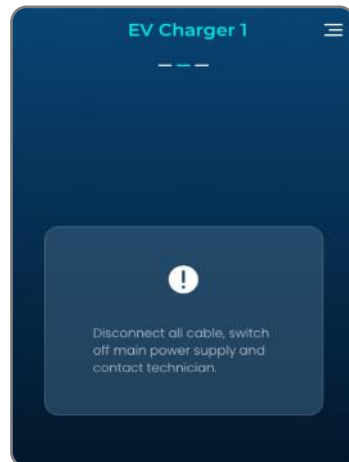 EV Charger 1
Disconnect all cable, switch
off main power supply and
contact technician.